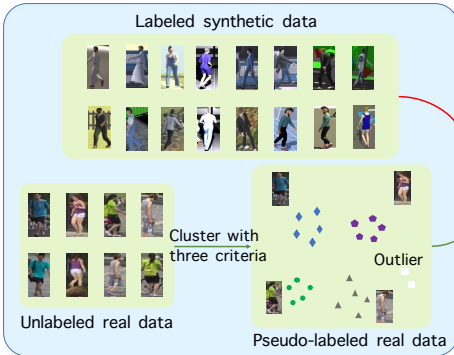 Labeled synthetic data
Cluster with
three criteria
Outlier
Unlabeled real data
Pseudo-labeled real data